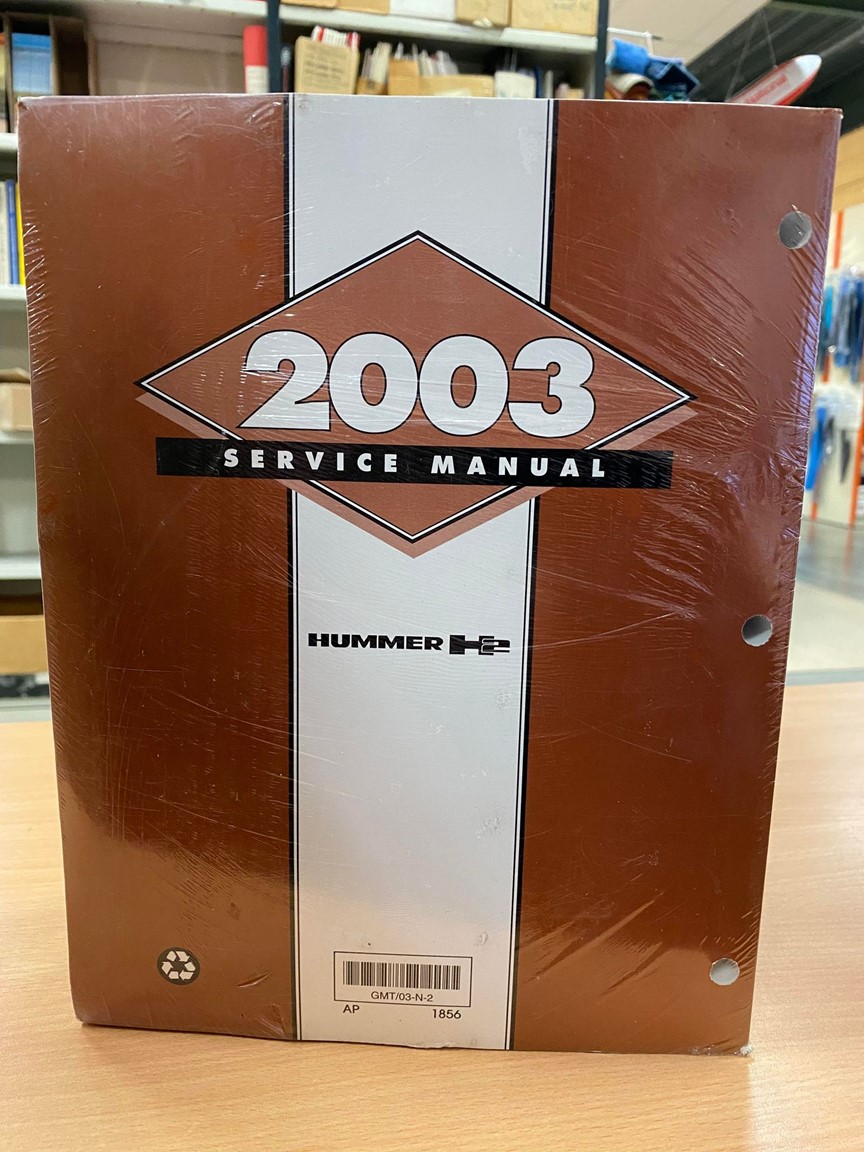 2003
SERVICE MANUAL
HUMMER H2
GMT/03-N-2
AP 1856